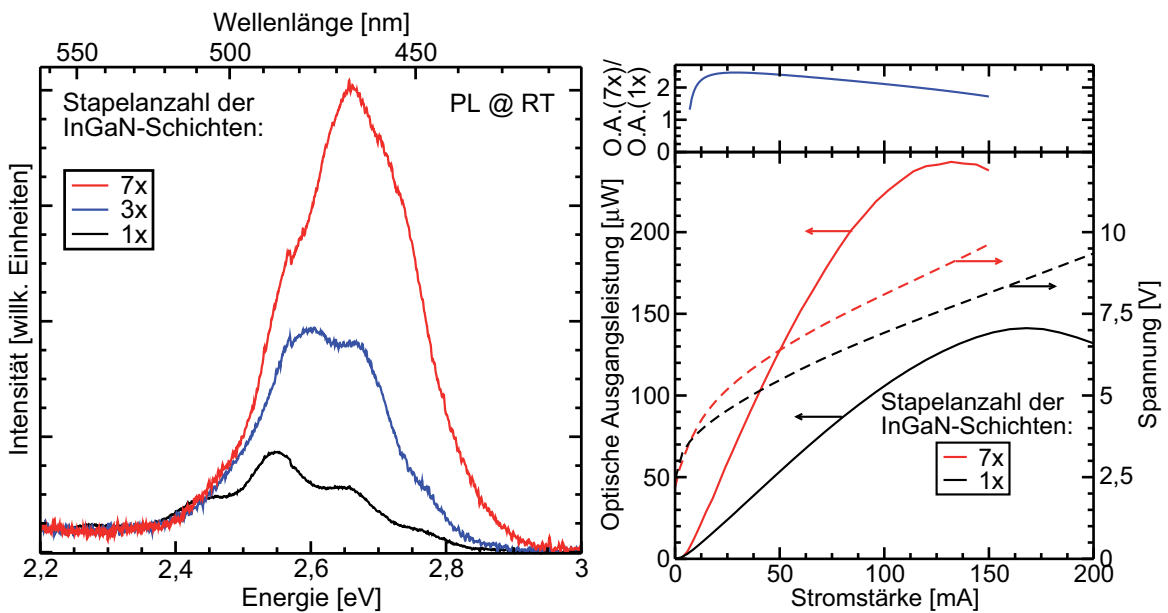 Wellenlänge [nm]
550 500 450
Stapelanzahl der
InGaN-Schichten:
PL @ RT
7x
3x
1x
Intensität [willk. Einheiten]
2,2 2,4 2,6 2,8 3
Energie [eV]
O.A.(7x)/
O.A.(1x)
2
1
0
Optische Ausgangsleistung [µW]
200
150
100
50
0
10
7,5
5
2,5
0
Spannung [V]
Stapelanzahl der
InGaN-Schichten:
7x
1x
0 50 100 150 200
Stromstärke [mA]